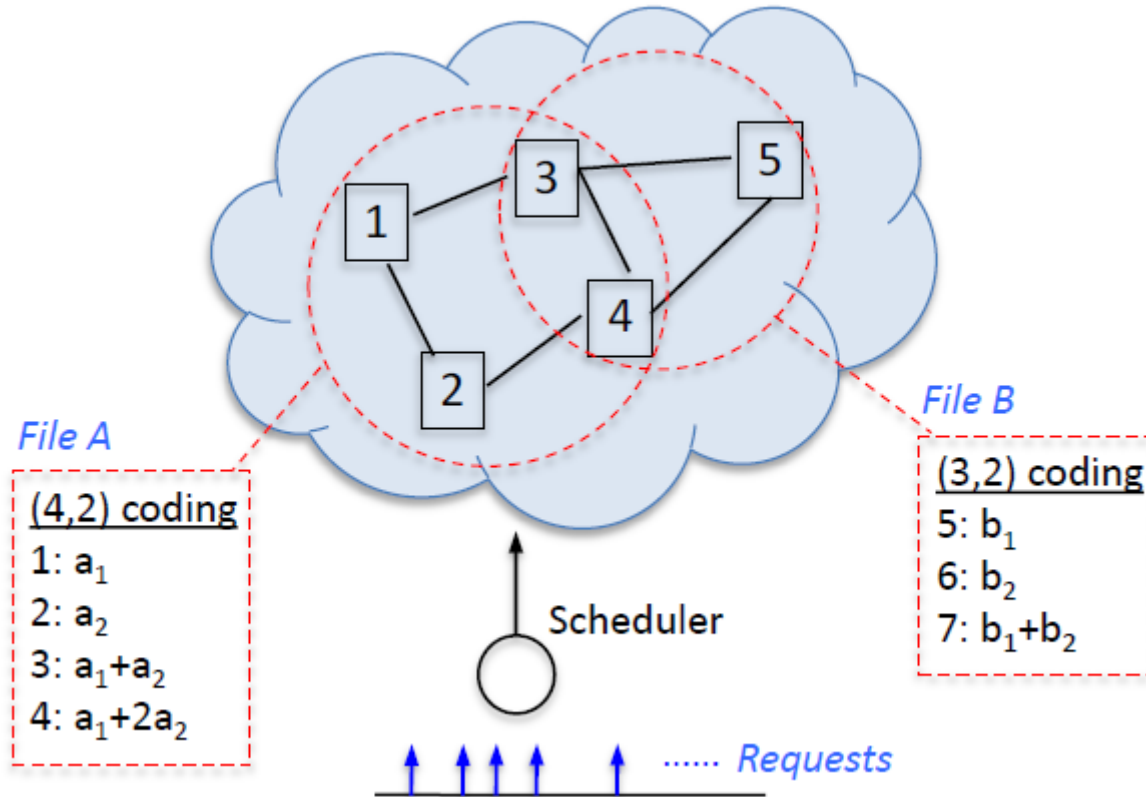 3
5
1
4
2
File A
(4,2) coding
1: a₁
2: a₂
3: a₁+a₂
4: a₁+2a₂
File B
(3,2) coding
5: b₁
6: b₂
7: b₁+b₂
Scheduler
...... Requests